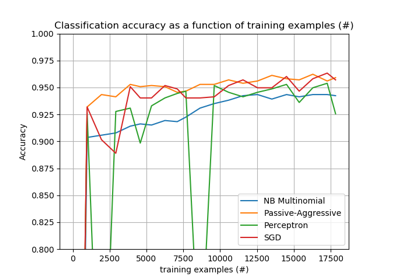 Classification accuracy as a function of training examples (#)
1.000
0.975
0.950
0.925
0.900
0.875
0.850
0.825
0.800
Accuracy
NB Multinomial
Passive-Aggressive
Perceptron
SGD
0 2500 5000 7500 10000 12500 15000 17500
training examples (#)